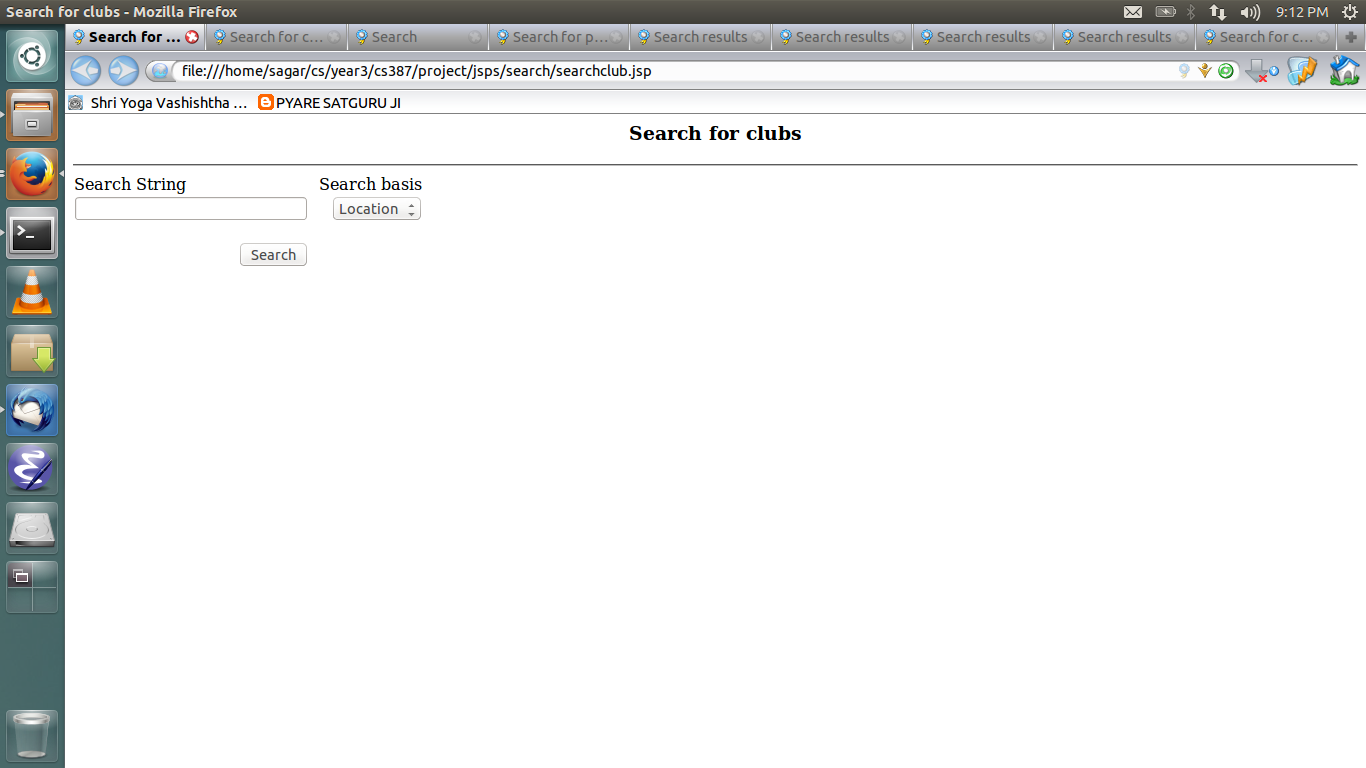 Search for clubs - Mozilla Firefox
9:12 PM
Search for ...
Search for c...
Search
Search for p...
Search results
Search results
Search results
Search results
Search for c...
file:///home/sagar/cs/year3/cs387/project/jsps/search/searchclub.jsp
Shri Yoga Vashishtha ...
PYARE SATGURU JI
Search for clubs
Search String
Search basis
Location
Search